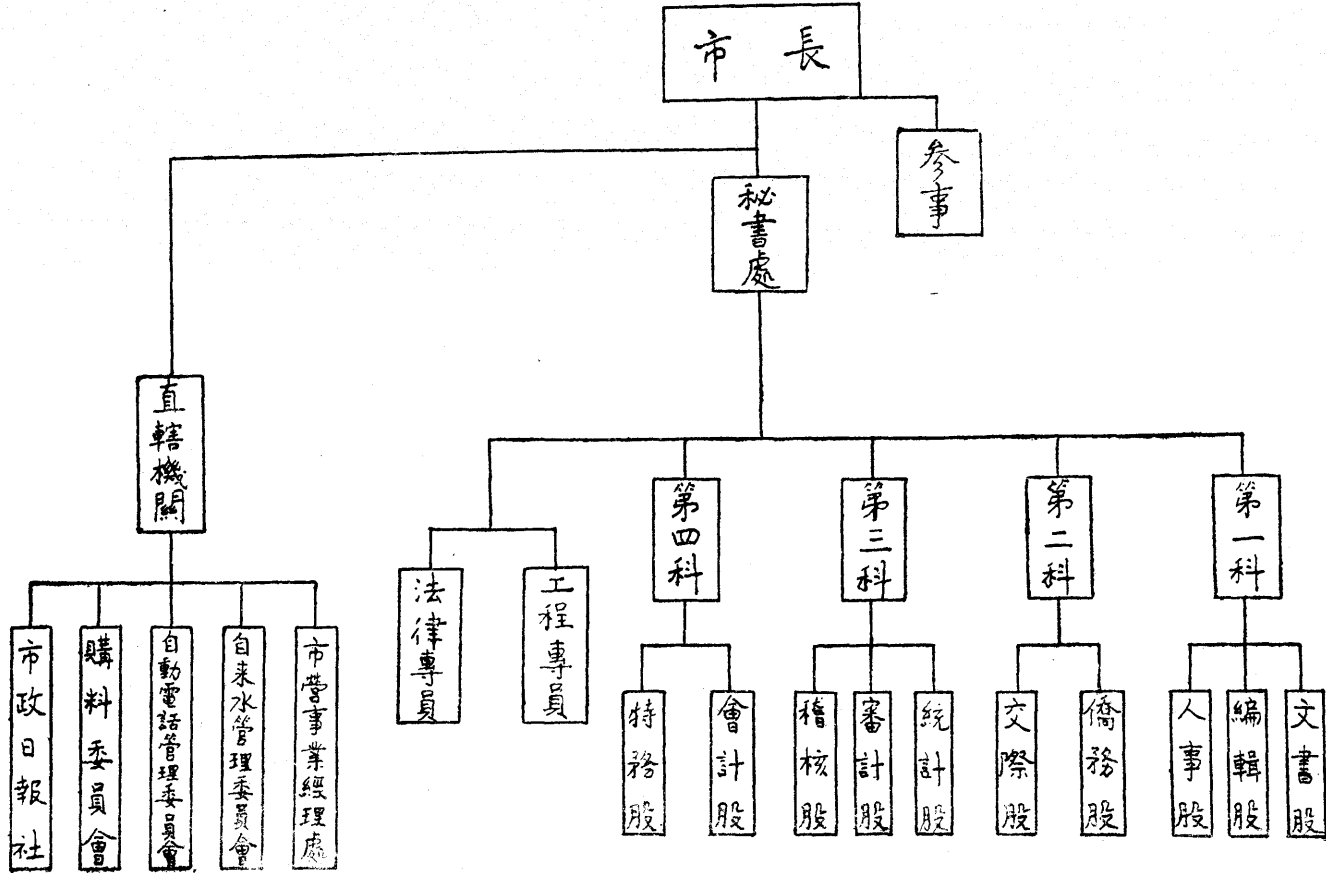 市長
參事
秘書處
直轄機關
第一科
第二科
第三科
第四科
工程專員
法律專員
文書股
編輯股
人事股
僑務股
交際股
統計股
審計股
稽核股
會計股
特務股
市營事業經理處
自来水管理委員會
自動電話管理委員會
購料委員會
市政日報社